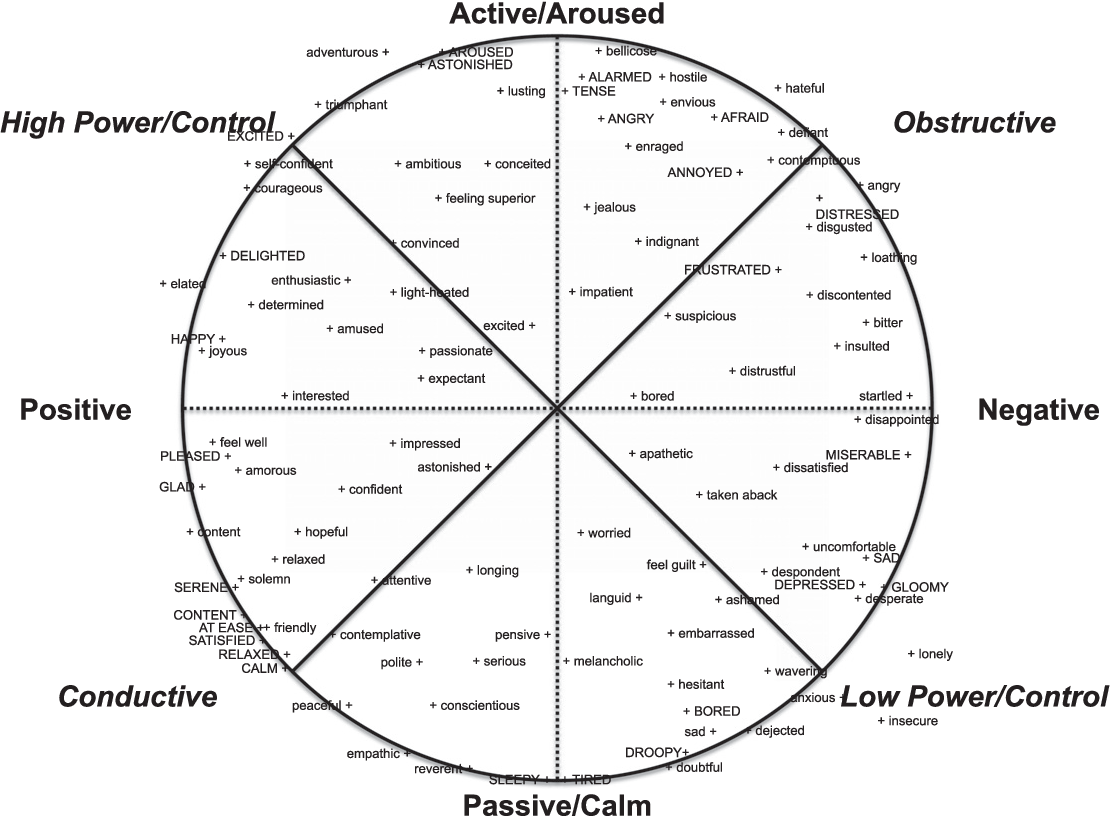 Active/Aroused
adventurous + + AROUSED + bellicose
+ ASTONISHED
+ ALARMED + hostile
+ lusting + TENSE + hateful
+ triumphant + envious
+ ANGRY + AFRAID
High Power/Control Obstructive
EXCITED + + defiant
+ enraged
+ self-confident + ambitious + conceited + contemptuous
ANNOYED +
+ courageous + angry
+ feeling superior + DISTRESSED
+ jealous
+ disgusted
+ convinced + indignant
+ DELIGHTED + loathing
FRUSTRATED +
+ elated enthusiastic +
+ light-heated + impatient + discontented
+ determined
+ suspicious
+ amused excited + + bitter
HAPPY + + insulted
+ joyous + passionate
+ distrustful
+ expectant
+ interested + bored startled +
Positive Negative
+ disappointed
+ feel well + impressed
PLEASED + + apathetic MISERABLE +
+ amorous astonished + + dissatisfied
GLAD + + confident
+ taken aback
+ content + hopeful + worried
+ uncomfortable
+ relaxed + SAD
feel guilt +
+ longing + despondent
+ solemn + attentive
SERENE + DEPRESSED + + GLOOMY
languid + + ashamed + desperate
CONTENT +
AT EASE ++ friendly
+ contemplative pensive + + embarrassed
SATISFIED +
RELAXED + + lonely
polite + + serious + melancholic
CALM + + wavering
+ hesitant
Conductive anxious + Low Power/Control
peaceful + + conscientious + BORED
+ insecure
sad + + dejected
empathic + DROOPY+
reverent + + doubtful
SLEEPY + + TIRED
Passive/Calm